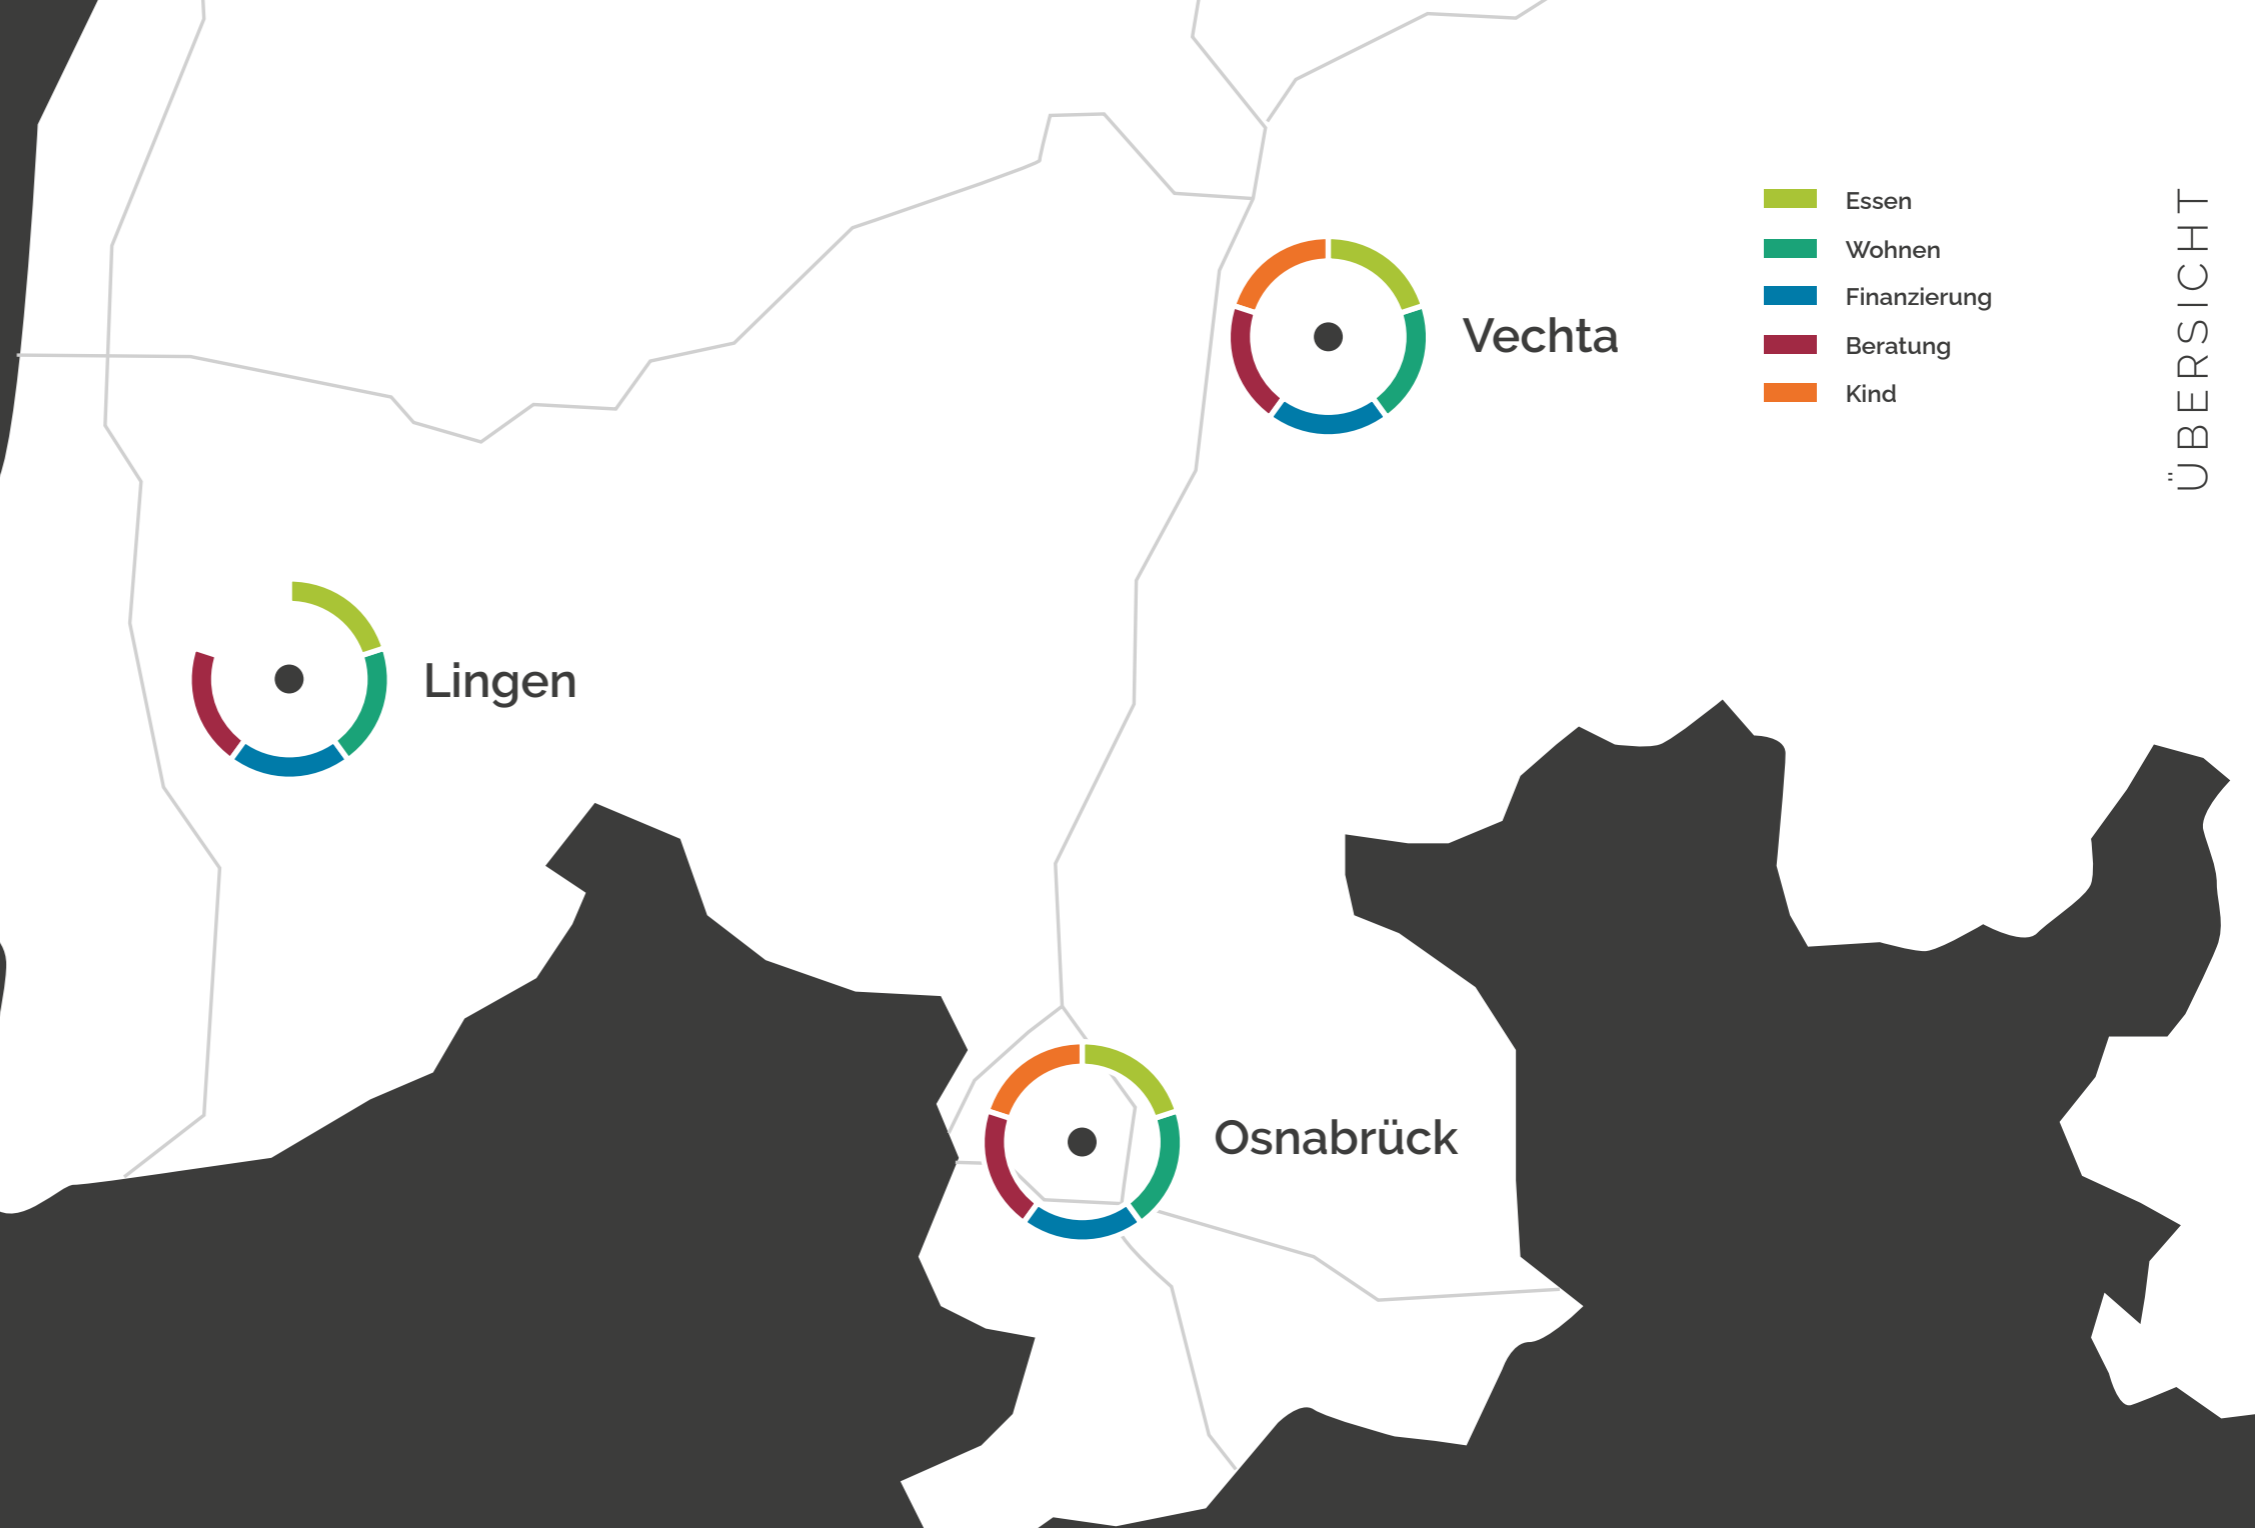 Essen
Wohnen
Finanzierung
Beratung
Kind
ÜBERSICHT
Vechta
Lingen
Osnabrück